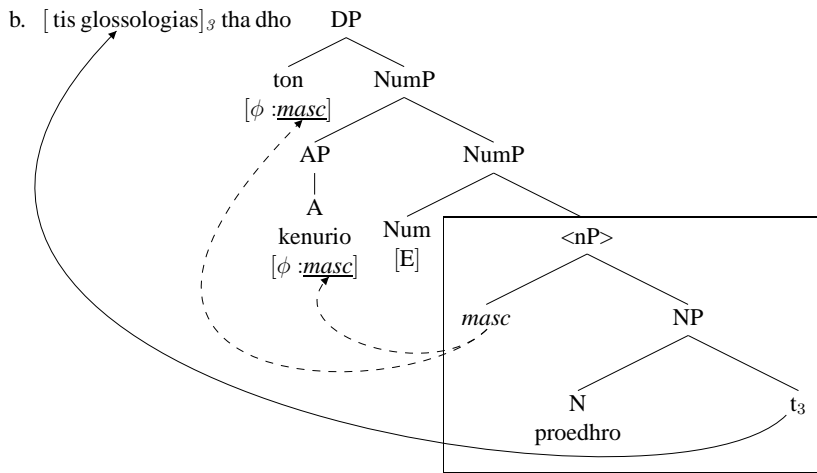 b. [ tis glossologias]₃ tha dho DP
ton NumP
[ϕ :masc]
AP NumP
A
kenurio Num <nP>
[ϕ :masc] [E]
masc NP
N t₃
proedhro